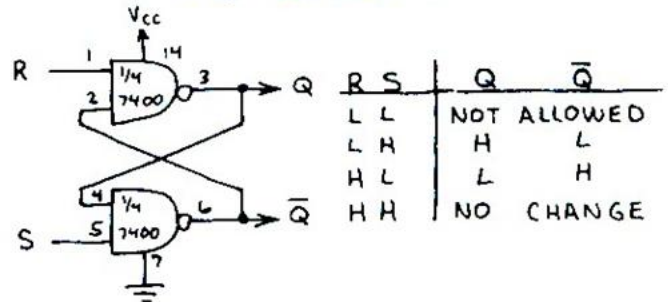 Vcc
1 14
R 1/4 3 Q
2 7400
4 1/4 6 Q̅
S 5 7400
7
R S Q Q̅
L L NOT ALLOWED
L H H L
H L L H
H H NO CHANGE